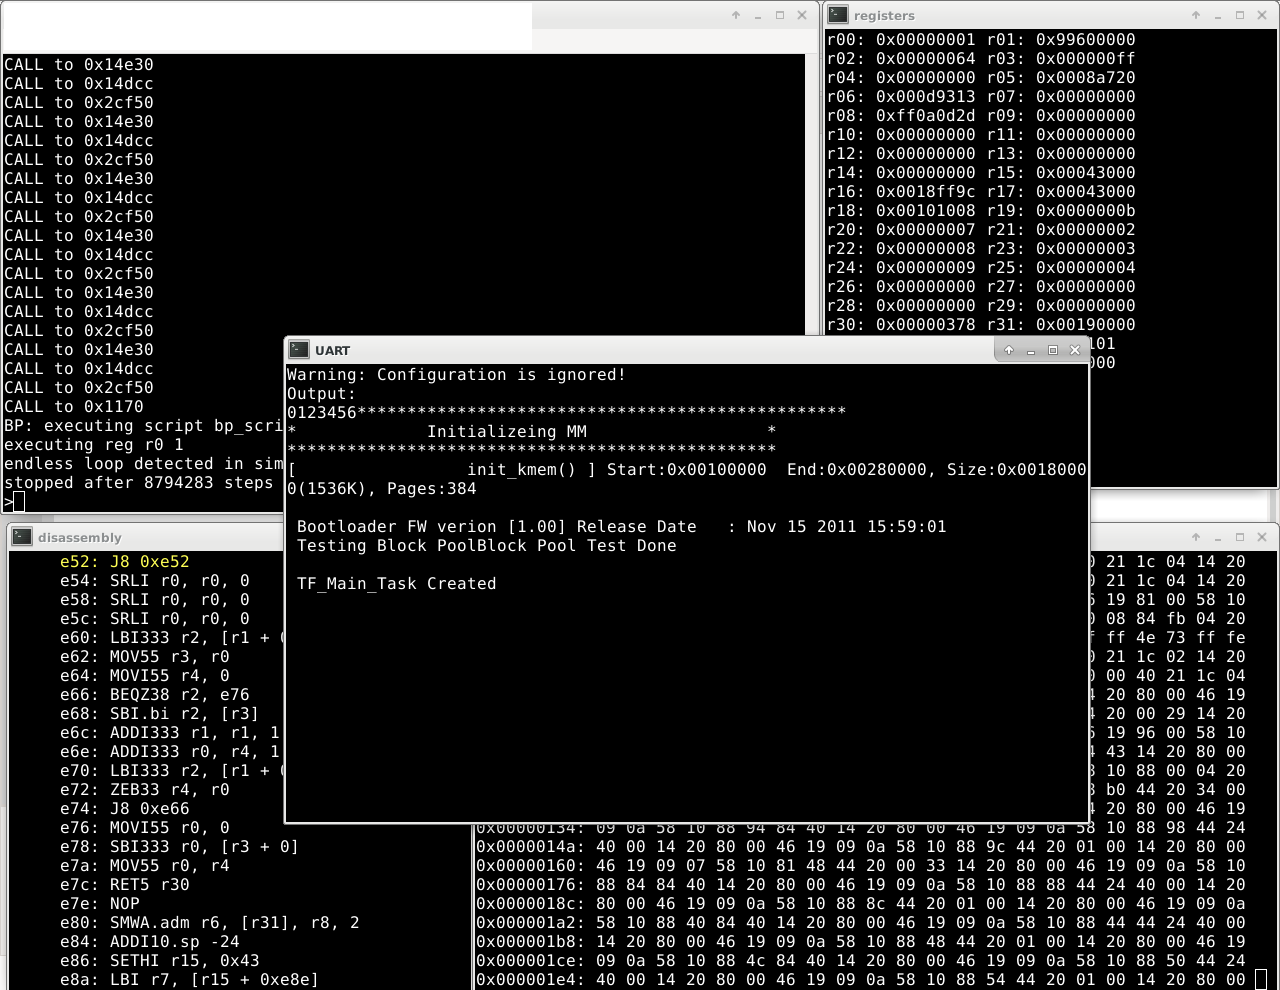 CALL to 0x14e30
CALL to 0x14dcc
CALL to 0x2cf50
CALL to 0x14e30
CALL to 0x14dcc
CALL to 0x2cf50
CALL to 0x14e30
CALL to 0x14dcc
CALL to 0x2cf50
CALL to 0x14e30
CALL to 0x14dcc
CALL to 0x2cf50
CALL to 0x14e30
CALL to 0x14dcc
CALL to 0x2cf50
CALL to 0x14e30
CALL to 0x14dcc
CALL to 0x2cf50
CALL to 0x1170
BP: executing script bp_scri
executing reg r0 1
endless loop detected in sim
stopped after 8794283 steps
>
registers
r00: 0x00000001 r01: 0x99600000
r02: 0x00000064 r03: 0x000000ff
r04: 0x00000000 r05: 0x0008a720
r06: 0x000d9313 r07: 0x00000000
r08: 0xff0a0d2d r09: 0x00000000
r10: 0x00000000 r11: 0x00000000
r12: 0x00000000 r13: 0x00000000
r14: 0x00000000 r15: 0x00043000
r16: 0x0018ff9c r17: 0x00043000
r18: 0x00101008 r19: 0x0000000b
r20: 0x00000007 r21: 0x00000002
r22: 0x00000008 r23: 0x00000003
r24: 0x00000009 r25: 0x00000004
r26: 0x00000000 r27: 0x00000000
r28: 0x00000000 r29: 0x00000000
r30: 0x00000378 r31: 0x00190000
101
00
UART
Warning: Configuration is ignored!
Output:
0123456*************************************************
*             Initializeing MM                  *
*************************************************
[                 init_kmem() ] Start:0x00100000  End:0x00280000, Size:0x0018000
0(1536K), Pages:384
Bootloader FW verion [1.00] Release Date   : Nov 15 2011 15:59:01
Testing Block PoolBlock Pool Test Done
TF_Main_Task Created
disassembly
e52: J8 0xe52
e54: SRLI r0, r0, 0
e58: SRLI r0, r0, 0
e5c: SRLI r0, r0, 0
e60: LBI333 r2, [r1 + 0
e62: MOV55 r3, r0
e64: MOVI55 r4, 0
e66: BEQZ38 r2, e76
e68: SBI.bi r2, [r3]
e6c: ADDI333 r1, r1, 1
e6e: ADDI333 r0, r4, 1
e70: LBI333 r2, [r1 + 0
e72: ZEB33 r4, r0
e74: J8 0xe66
e76: MOVI55 r0, 0
e78: SBI333 r0, [r3 + 0]
e7a: MOV55 r0, r4
e7c: RET5 r30
e7e: NOP
e80: SMWA.adm r6, [r31], r8, 2
e84: ADDI10.sp -24
e86: SETHI r15, 0x43
e8a: LBI r7, [r15 + 0xe8e]
21 1c 04 14 20
21 1c 04 14 20
19 81 00 58 10
08 84 fb 04 20
ff 4e 73 ff fe
21 1c 02 14 20
00 40 21 1c 04
20 80 00 46 19
20 00 29 14 20
19 96 00 58 10
43 14 20 80 00
10 88 00 04 20
b0 44 20 34 00
20 80 00 46 19
0x00000134: 09 0a 58 10 88 94 84 40 14 20 80 00 46 19 09 0a 58 10 88 98 44 24
0x0000014a: 40 00 14 20 80 00 46 19 09 0a 58 10 88 9c 44 20 01 00 14 20 80 00
0x00000160: 46 19 09 07 58 10 81 48 44 20 00 33 14 20 80 00 46 19 09 0a 58 10
0x00000176: 88 84 84 40 14 20 80 00 46 19 09 0a 58 10 88 88 44 24 40 00 14 20
0x0000018c: 80 00 46 19 09 0a 58 10 88 8c 44 20 01 00 14 20 80 00 46 19 09 0a
0x000001a2: 58 10 88 40 84 40 14 20 80 00 46 19 09 0a 58 10 88 44 44 24 40 00
0x000001b8: 14 20 80 00 46 19 09 0a 58 10 88 48 44 20 01 00 14 20 80 00 46 19
0x000001ce: 09 0a 58 10 88 4c 84 40 14 20 80 00 46 19 09 0a 58 10 88 50 44 24
0x000001e4: 40 00 14 20 80 00 46 19 09 0a 58 10 88 54 44 20 01 00 14 20 80 00